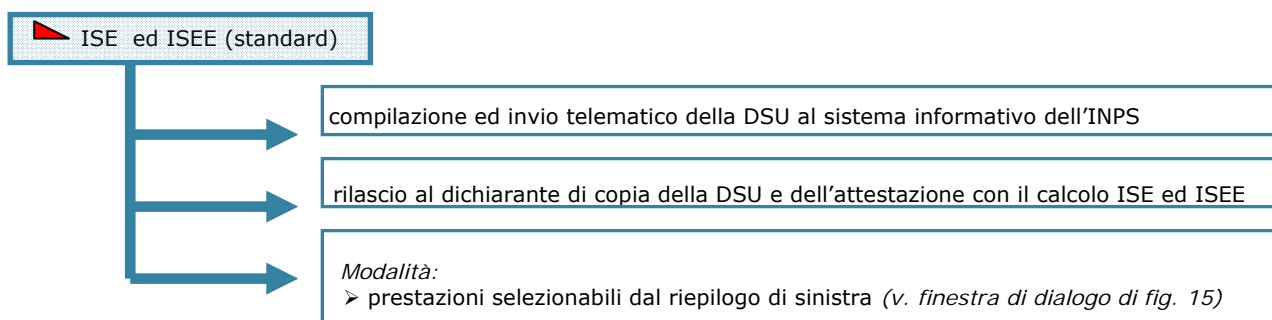 ISE ed ISEE (standard)
compilazione ed invio telematico della DSU al sistema informativo dell'INPS
rilascio al dichiarante di copia della DSU e dell'attestazione con il calcolo ISE ed ISEE
Modalità:
➢ prestazioni selezionabili dal riepilogo di sinistra (v. finestra di dialogo di fig. 15)